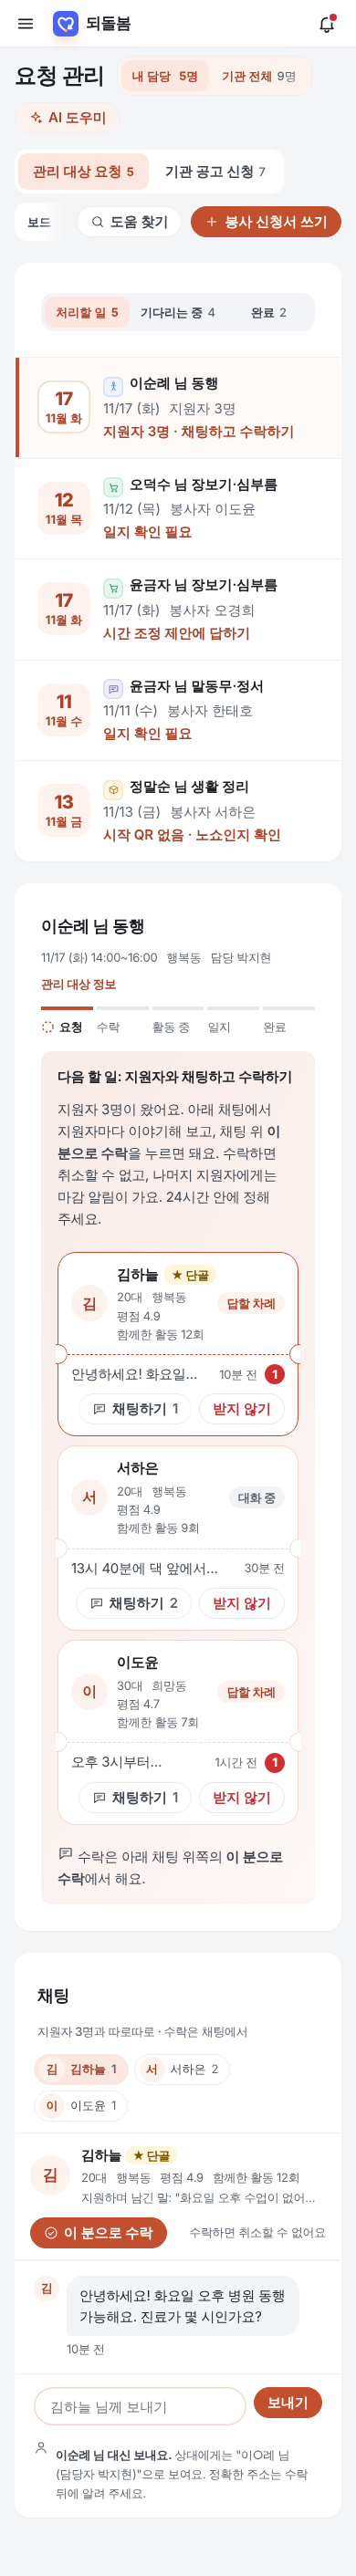 되돌봄
요청 관리 내 담당 5명 기관 전체 9명
AI 도우미
관리 대상 요청 5 기관 공고 신청 7
보드 도움 찾기 + 봉사 신청서 쓰기
처리할 일 5 기다리는 중 4 완료 2
17
11월 화
이순례 님 동행
11/17 (화) 지원자 3명
지원자 3명 · 채팅하고 수락하기
12
11월 목
오덕수 님 장보기·심부름
11/12 (목) 봉사자 이도윤
일지 확인 필요
17
11월 화
윤금자 님 장보기·심부름
11/17 (화) 봉사자 오경희
시간 조정 제안에 답하기
11
11월 수
윤금자 님 말동무·정서
11/11 (수) 봉사자 한태호
일지 확인 필요
13
11월 금
정말순 님 생활 정리
11/13 (금) 봉사자 서하은
시작 QR 없음 · 노쇼인지 확인
이순례 님 동행
11/17 (화) 14:00~16:00 행복동 담당 박지현
관리 대상 정보
요청 수락 활동 중 일지 완료
다음 할 일: 지원자와 채팅하고 수락하기
지원자 3명이 왔어요. 아래 채팅에서
지원자마다 이야기해 보고, 채팅 위 이
분으로 수락을 누르면 돼요. 수락하면
취소할 수 없고, 나머지 지원자에게는
마감 알림이 가요. 24시간 안에 정해
주세요.
김
김하늘 ★ 단골
20대 행복동
평점 4.9
함께한 활동 12회
답할 차례
안녕하세요! 화요일... 10분 전 1
채팅하기 1 받지 않기
서
서하은
20대 행복동
평점 4.9
함께한 활동 9회
대화 중
13시 40분에 댁 앞에서... 30분 전
채팅하기 2 받지 않기
이
이도윤
30대 희망동
평점 4.7
함께한 활동 7회
답할 차례
오후 3시부터... 1시간 전 1
채팅하기 1 받지 않기
수락은 아래 채팅 위쪽의 이 분으로
수락에서 해요.
채팅
지원자 3명과 따로따로 · 수락은 채팅에서
김 김하늘 1 서 서하은 2
이 이도윤 1
김
김하늘 ★ 단골
20대 행복동 평점 4.9 함께한 활동 12회
지원하며 남긴 말: "화요일 오후 수업이 없어...
이 분으로 수락 수락하면 취소할 수 없어요
김
안녕하세요! 화요일 오후 병원 동행
가능해요. 진료가 몇 시인가요?
10분 전
김하늘 님께 보내기 보내기
이순례 님 대신 보내요. 상대에게는 "이○례 님
(담당자 박지현)"으로 보여요. 정확한 주소는 수락
뒤에 알려 주세요.